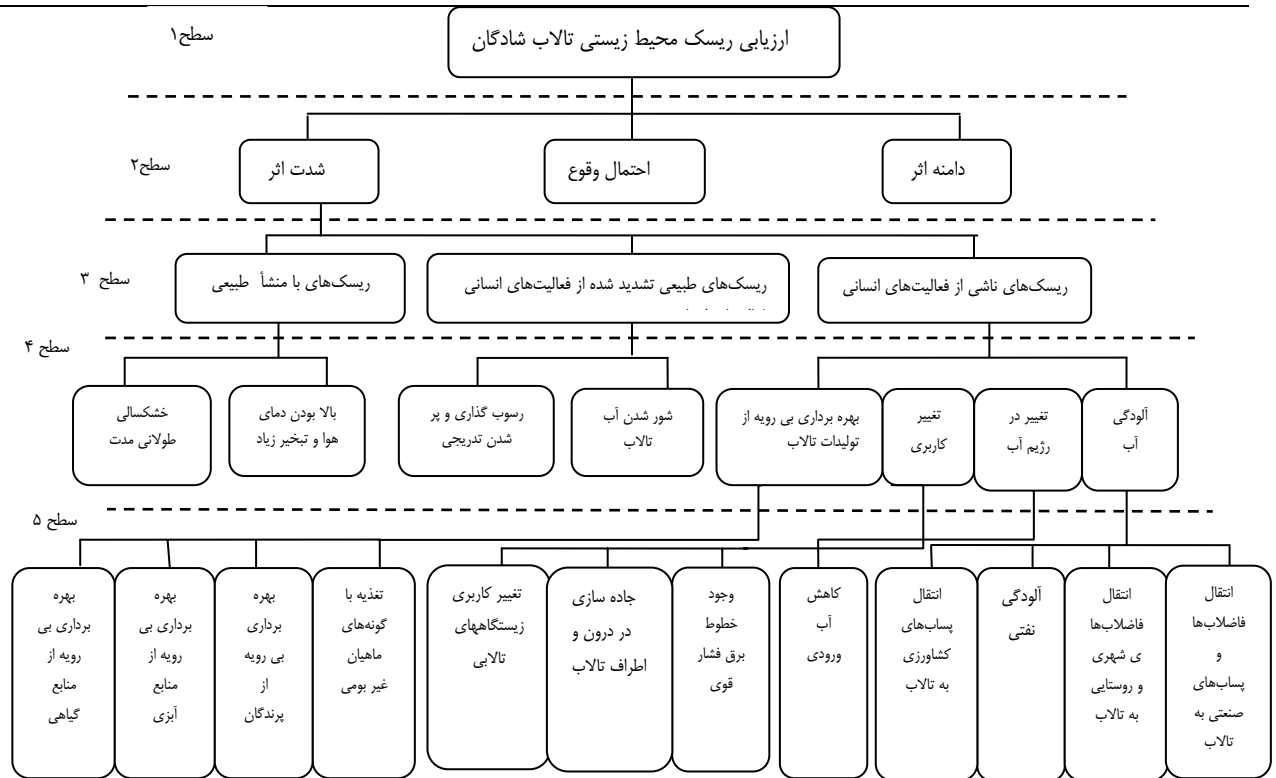 ارزیابی ریسک محیط زیستی تالاب شادگان
سطح۱
دامنه اثر
احتمال وقوع
شدت اثر
سطح۲
ریسک‌های ناشی از فعالیت‌های انسانی
ریسک‌های طبیعی تشدید شده از فعالیت‌های انسانی
ریسک‌های با منشأ طبیعی
سطح ۳
سطح ۴
آلودگی
آب
تغییر در
رژیم آب
تغییر
کاربری
بهره برداری بی رویه از
تولیدات تالاب
شور شدن آب
تالاب
رسوب گذاری و پر
شدن تدریجی
بالا بودن دمای
هوا و تبخیر زیاد
خشکسالی
طولانی مدت
سطح ۵
انتقال
فاضلاب‌ها
و
پساب‌های
صنعتی به
تالاب
انتقال
فاضلاب‌ها
ی شهری
و روستایی
به تالاب
آلودگی
نفتی
انتقال
پساب‌های
کشاورزی
به تالاب
کاهش
آب
ورودی
وجود
خطوط
برق فشار
قوی
جاده سازی
در درون و
اطراف تالاب
تغییر کاربری
زیستگاههای
تالابی
تغذیه با
گونه‌های
ماهیان
غیر بومی
بهره
برداری
بی رویه
از
پرندگان
بهره
برداری بی
رویه از
منابع
آبزی
بهره
برداری بی
رویه از
منابع
گیاهی